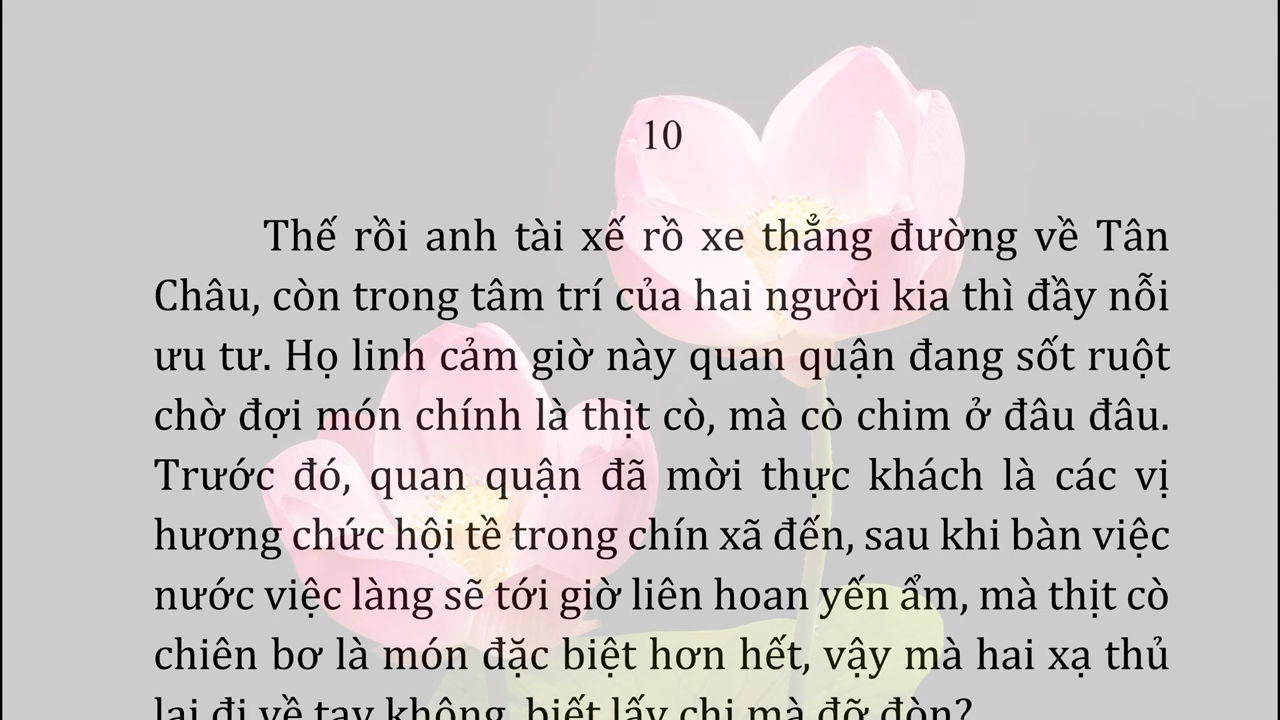 10
Thế rồi anh tài xế rồ xe thẳng đường về Tân
Châu, còn trong tâm trí của hai người kia thì đầy nỗi
ưu tư. Họ linh cảm giờ này quan quận đang sốt ruột
chờ đợi món chính là thịt cò, mà cò chim ở đâu đâu.
Trước đó, quan quận đã mời thực khách là các vị
hương chức hội tề trong chín xã đến, sau khi bàn việc
nước việc làng sẽ tới giờ liên hoan yến ẩm, mà thịt cò
chiên bơ là món đặc biệt hơn hết, vậy mà hai xạ thủ
lại đi về tay không, biết lấy chi mà đỡ đòn?